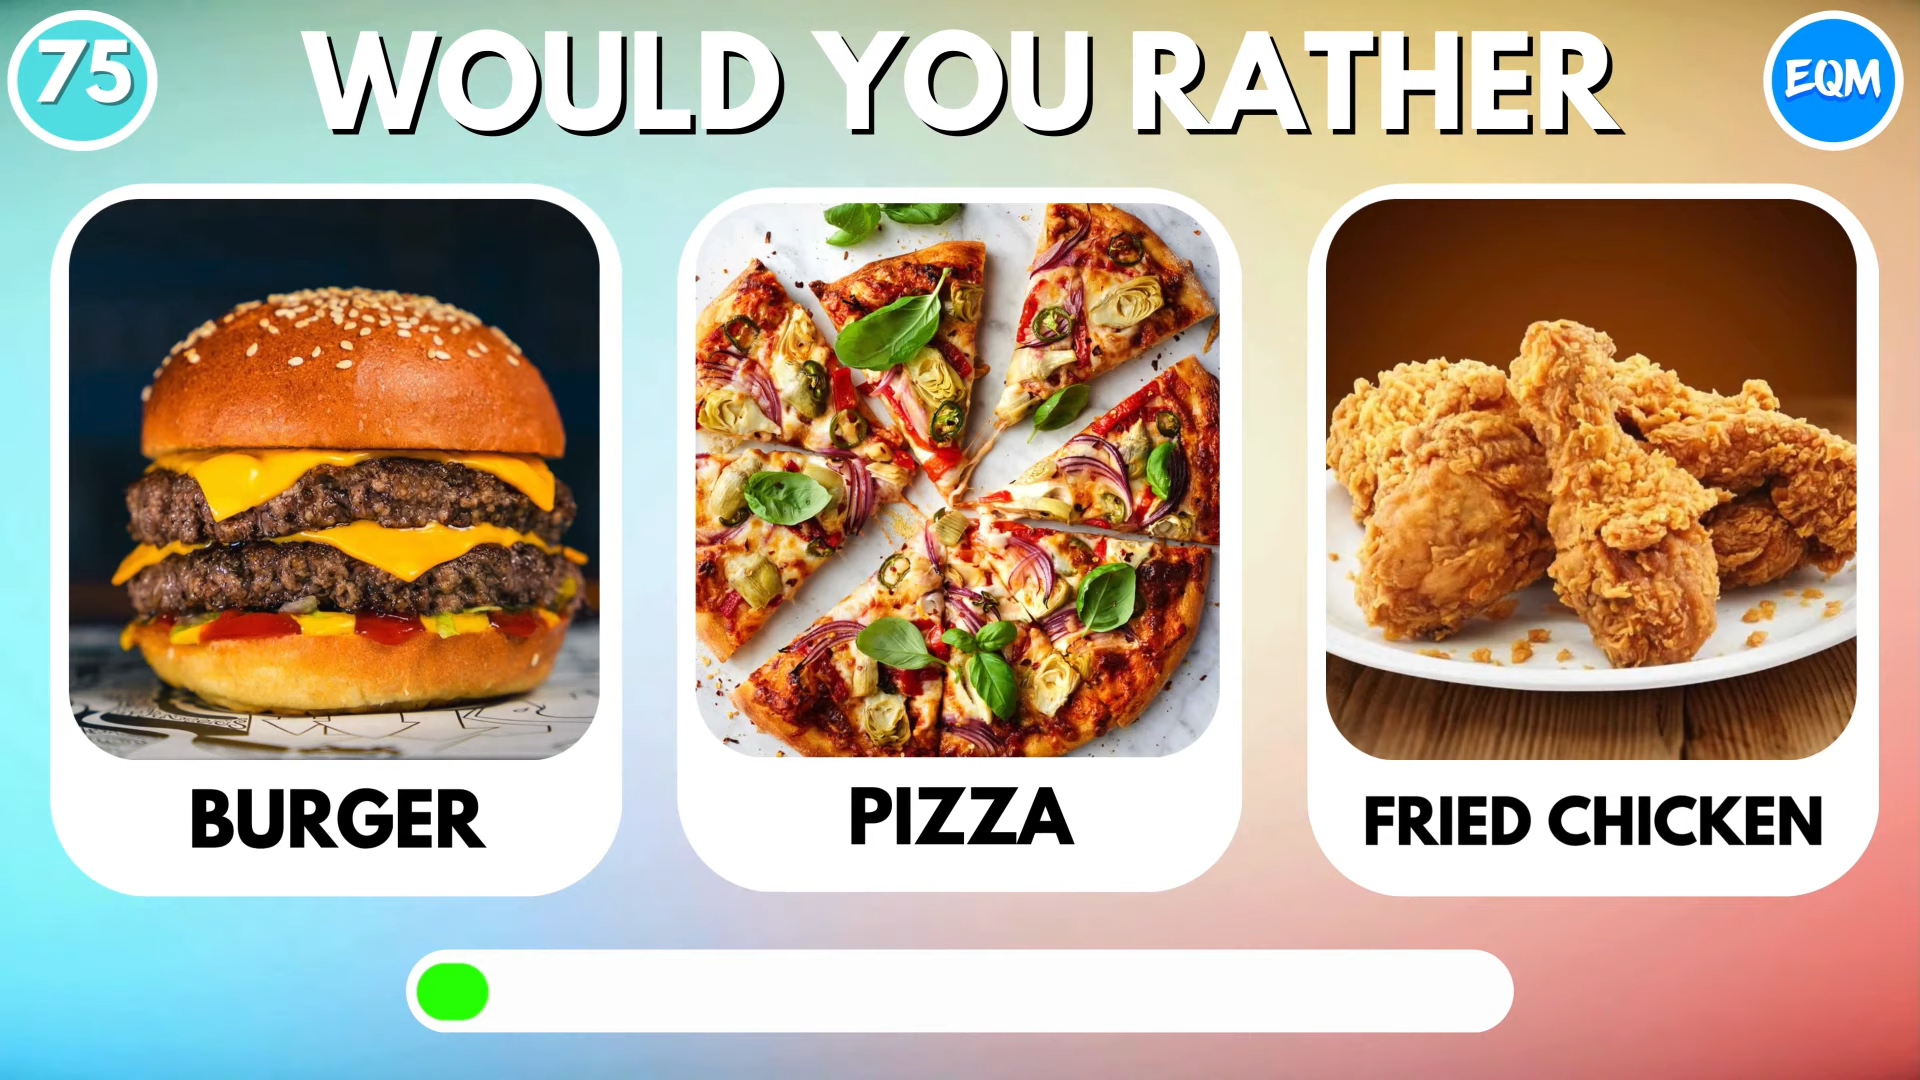 75
WOULD YOU RATHER
EQM
BURGER
PIZZA
FRIED CHICKEN